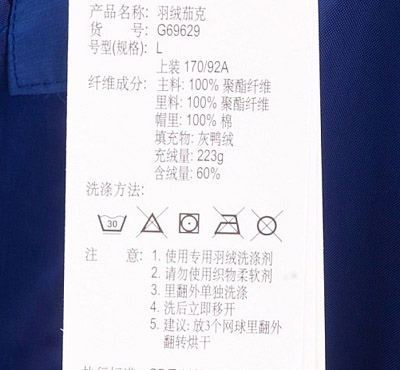 产品名称: 羽绒茄克
货 号: G69629
号型(规格): L
上装 170/92A
纤维成分: 主料: 100% 聚酯纤维
里料: 100% 聚酯纤维
帽里: 100% 棉
填充物: 灰鸭绒
充绒量: 223g
含绒量: 60%
洗涤方法:
30
注 意: 1. 使用专用羽绒洗涤剂
2. 请勿使用织物柔软剂
3. 里翻外单独洗涤
4. 洗后立即移开
5. 建议: 放3个网球里翻外
翻转烘干